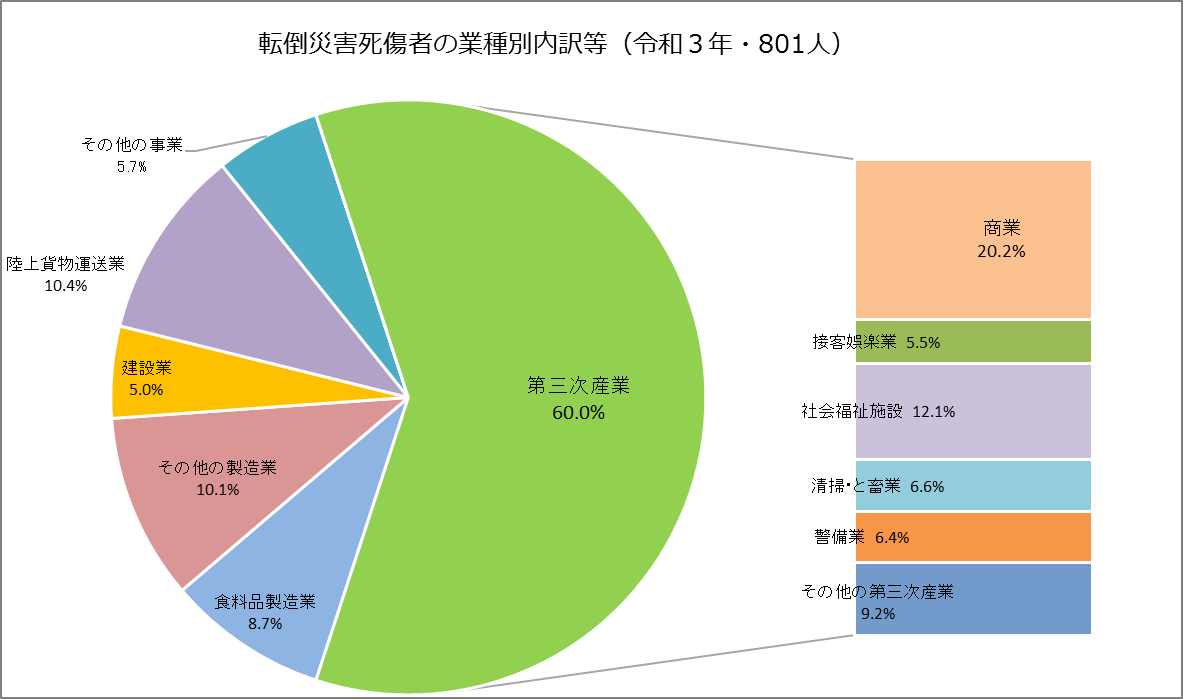 転倒災害死傷者の業種別内訳等（令和３年・801人）
その他の事業
5.7%
陸上貨物運送業
10.4%
建設業
5.0%
その他の製造業
10.1%
食料品製造業
8.7%
第三次産業
60.0%
商業
20.2%
接客娯楽業 5.5%
社会福祉施設 12.1%
清掃・と畜業 6.6%
警備業 6.4%
その他の第三次産業
9.2%